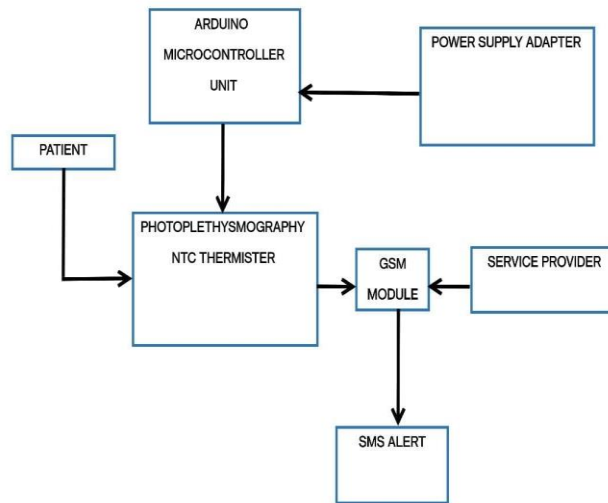 ARDUINO
MICROCONTROLLER
UNIT
POWER SUPPLY ADAPTER
PATIENT
PHOTOPLETHYSMOGRAPHY
NTC THERMISTER
GSM
MODULE
SERVICE PROVIDER
SMS ALERT